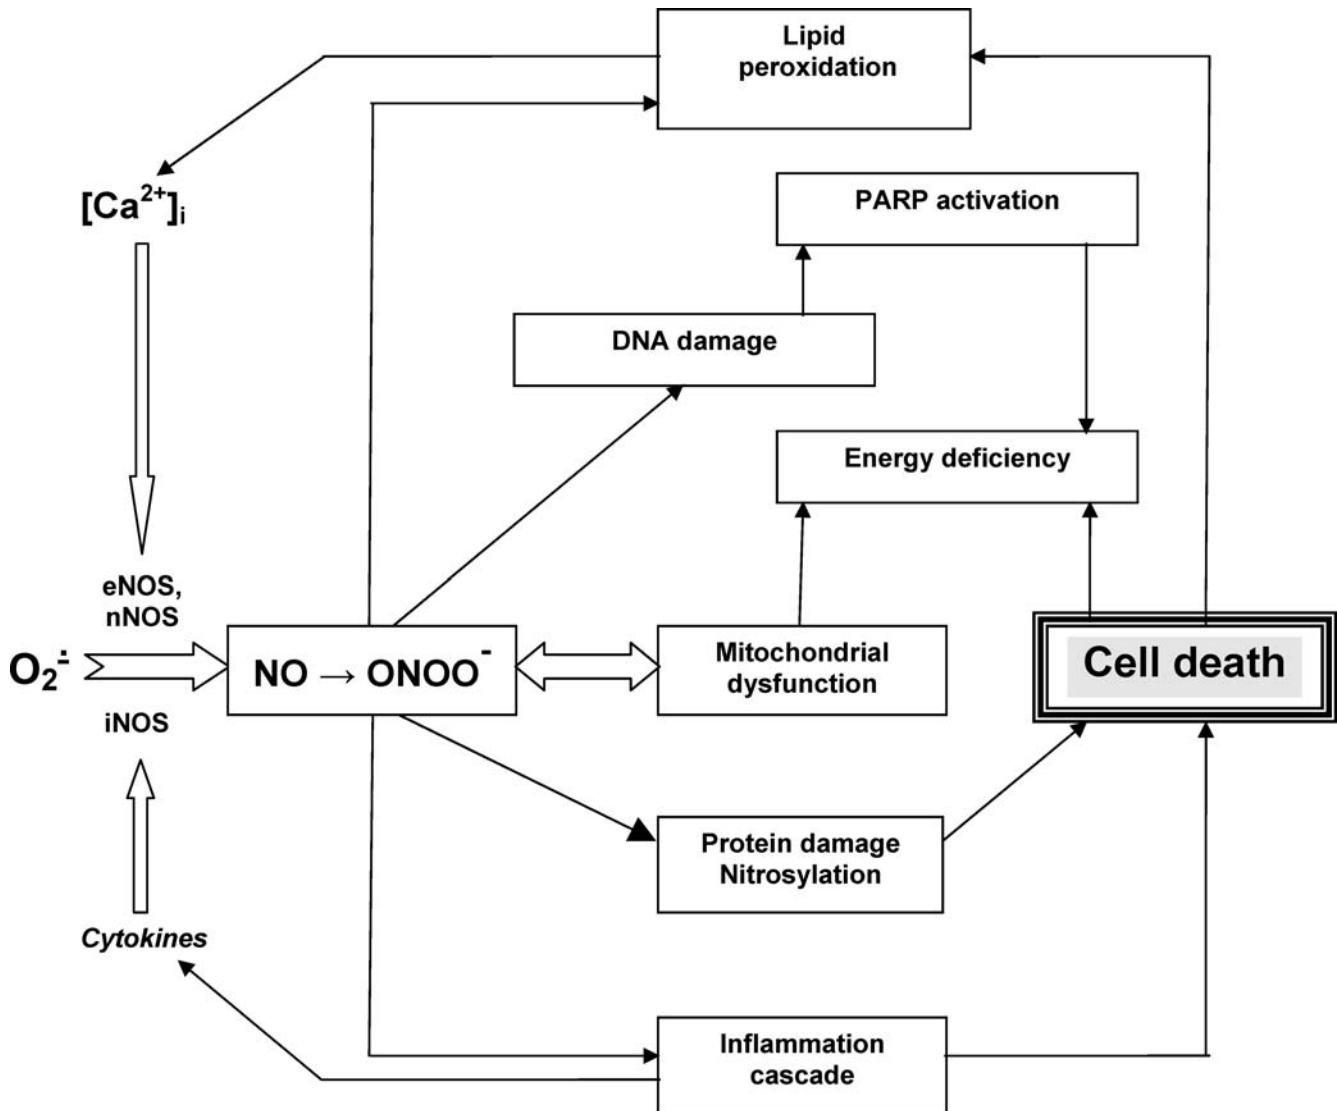 Lipid
peroxidation
PARP activation
[Ca²⁺]ᵢ
DNA damage
Energy deficiency
eNOS,
nNOS
O₂⸱̄
NO → ONOO⁻
Mitochondrial
dysfunction
Cell death
iNOS
Protein damage
Nitrosylation
Cytokines
Inflammation
cascade